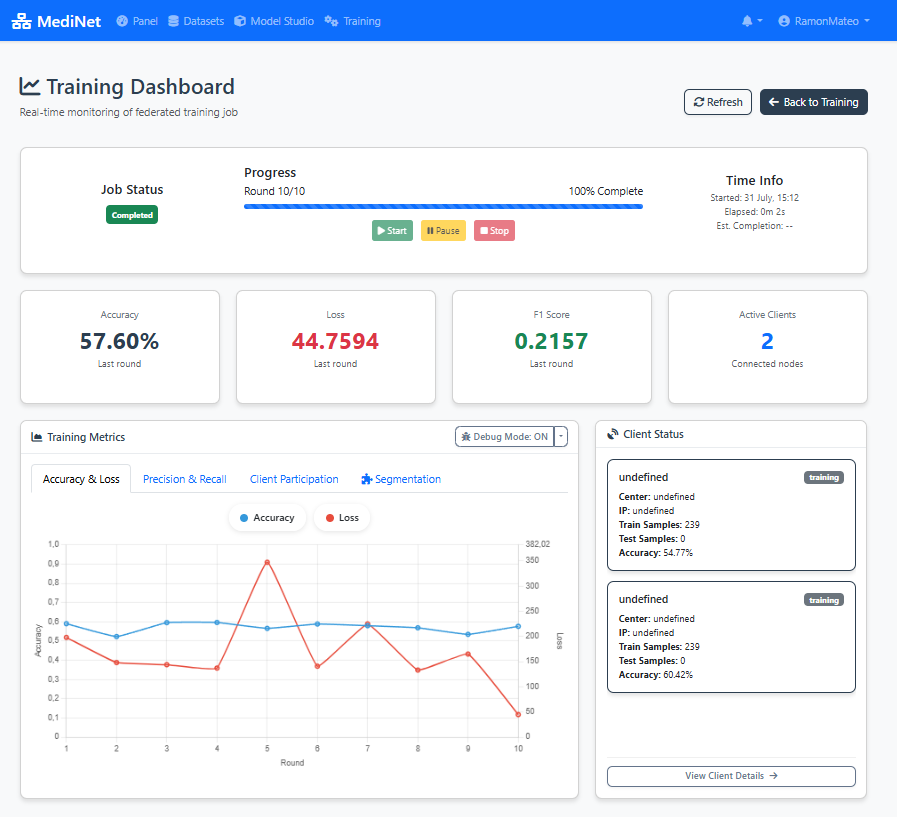 MediNet Panel Datasets Model Studio Training RamonMateo
Training Dashboard
Real-time monitoring of federated training job
Refresh Back to Training
Job Status
Completed
Progress
Round 10/10 100% Complete
Start Pause Stop
Time Info
Started: 31 July, 15:12
Elapsed: 0m 2s
Est. Completion: --
Accuracy
57.60%
Last round
Loss
44.7594
Last round
F1 Score
0.2157
Last round
Active Clients
2
Connected nodes
Training Metrics Debug Mode: ON
Accuracy & Loss Precision & Recall Client Participation Segmentation
Accuracy Loss
1,0
0,9
0,8
0,7
0,6
0,5
0,4
0,3
0,2
0,1
0
Accuracy
382,02
350
300
250
200
150
100
50
0
Loss
1 2 3 4 5 6 7 8 9 10
Round
Client Status
undefined training
Center: undefined
IP: undefined
Train Samples: 239
Test Samples: 0
Accuracy: 54.77%
undefined training
Center: undefined
IP: undefined
Train Samples: 239
Test Samples: 0
Accuracy: 60.42%
View Client Details